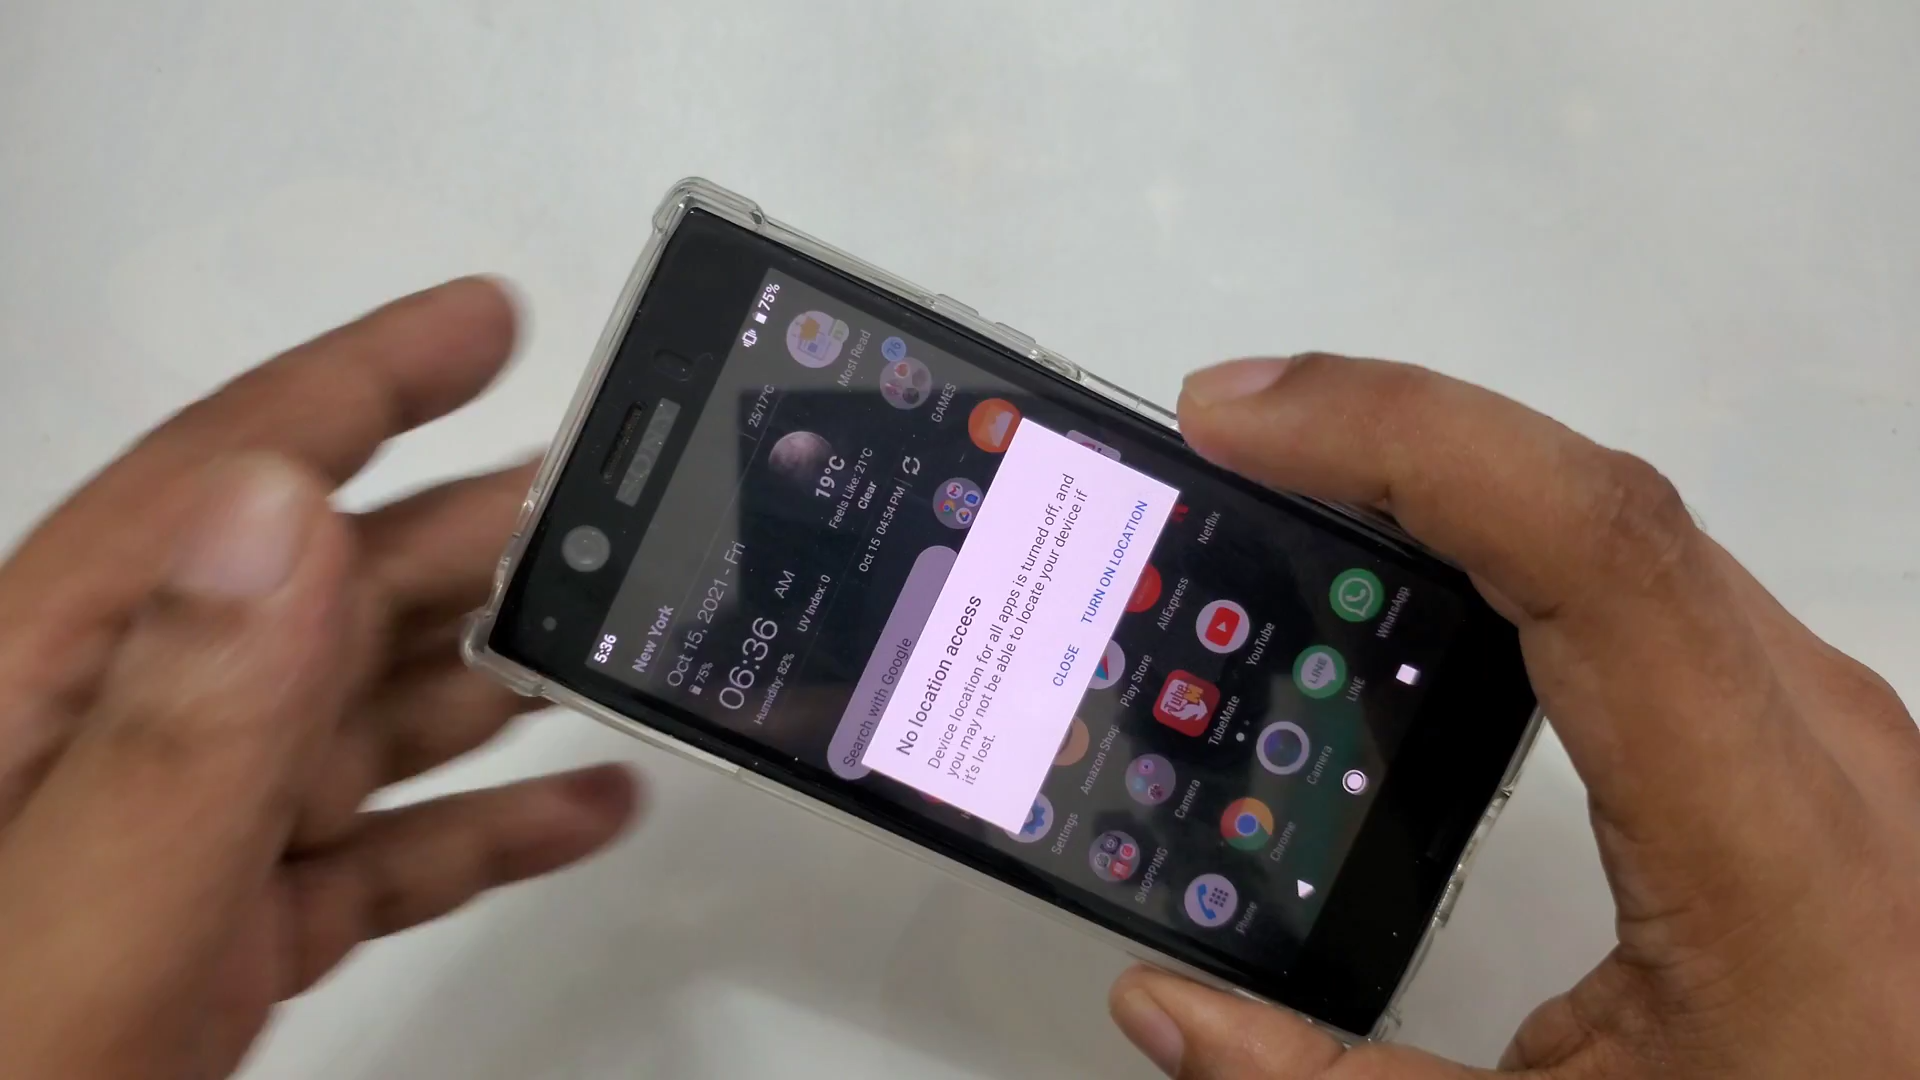 SONY
5:36
75%
New York
Oct 15, 2021 - Fri
75%
25/17°C
06:36 AM
19°C
Feels Like: 21°C
Humidity: 82%
UV Index: 0
Clear
Oct 15 04:54 PM
Most Read
76
GAMES
Search with Google
No location access
Device location for all apps is turned off, and
you may not be able to locate your device if
it's lost.
CLOSE
TURN ON LOCATION
Settings
Amazon Shop
Play Store
AliExpress
Netflix
SHOPPING
Camera
TubeMate
YouTube
Phone
Chrome
Camera
LINE
LINE
WhatsApp